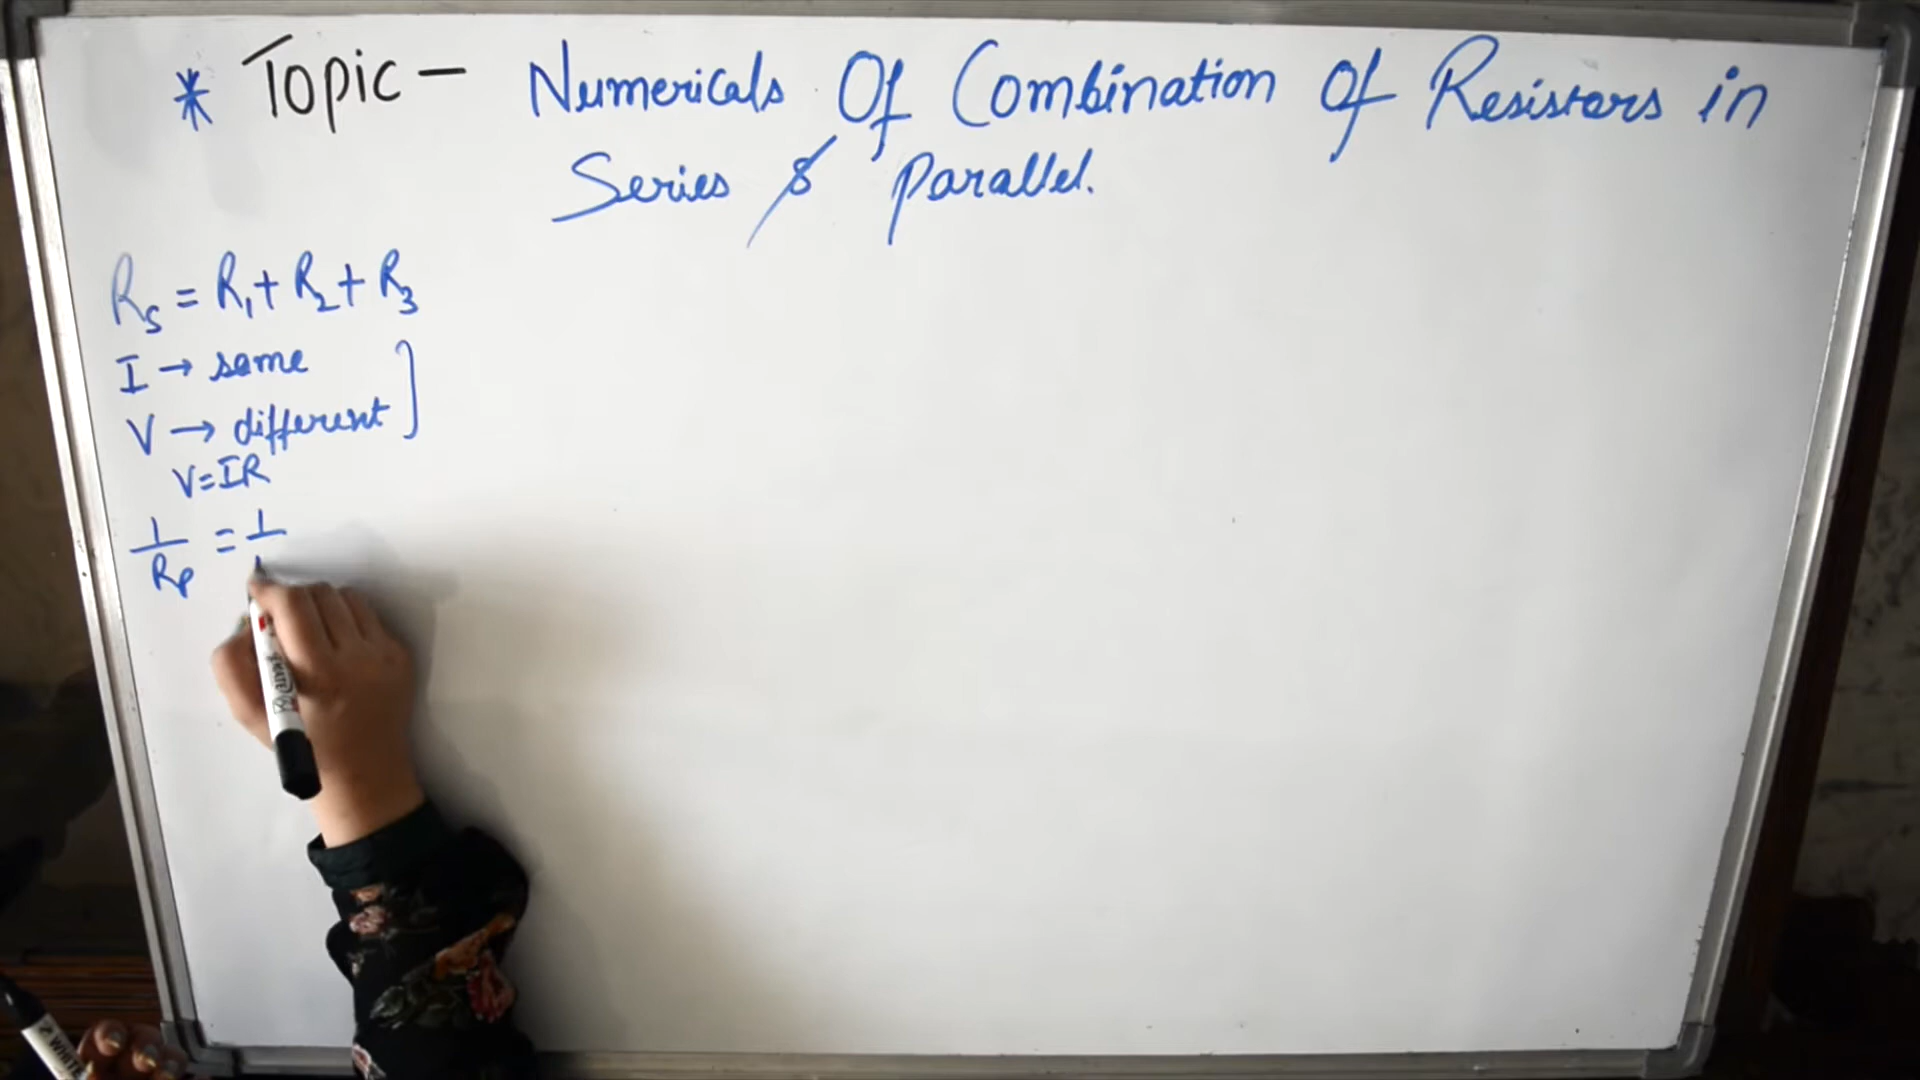 * Topic - Numericals Of Combination Of Resistors in
Series & parallel.
Rs = R1 + R2 + R3
I → same
V → different
V = IR
1/Rp = 1/